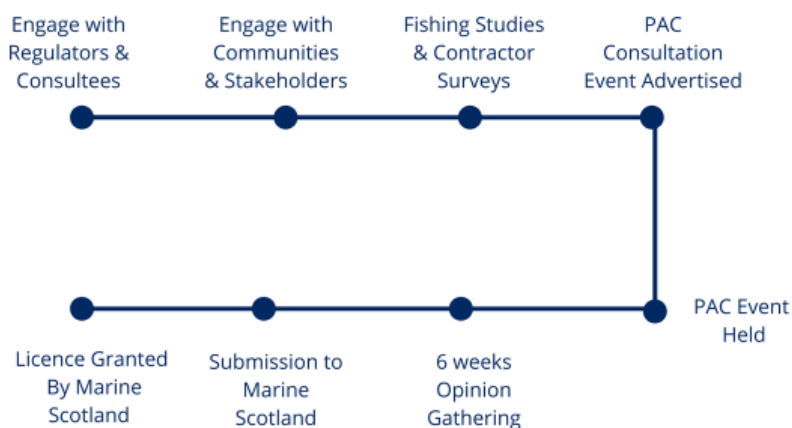 Engage with
Regulators &
Consultees
Engage with
Communities
& Stakeholders
Fishing Studies
& Contractor
Surveys
PAC
Consultation
Event Advertised
PAC Event
Held
6 weeks
Opinion
Gathering
Submission to
Marine
Scotland
Licence Granted
By Marine
Scotland